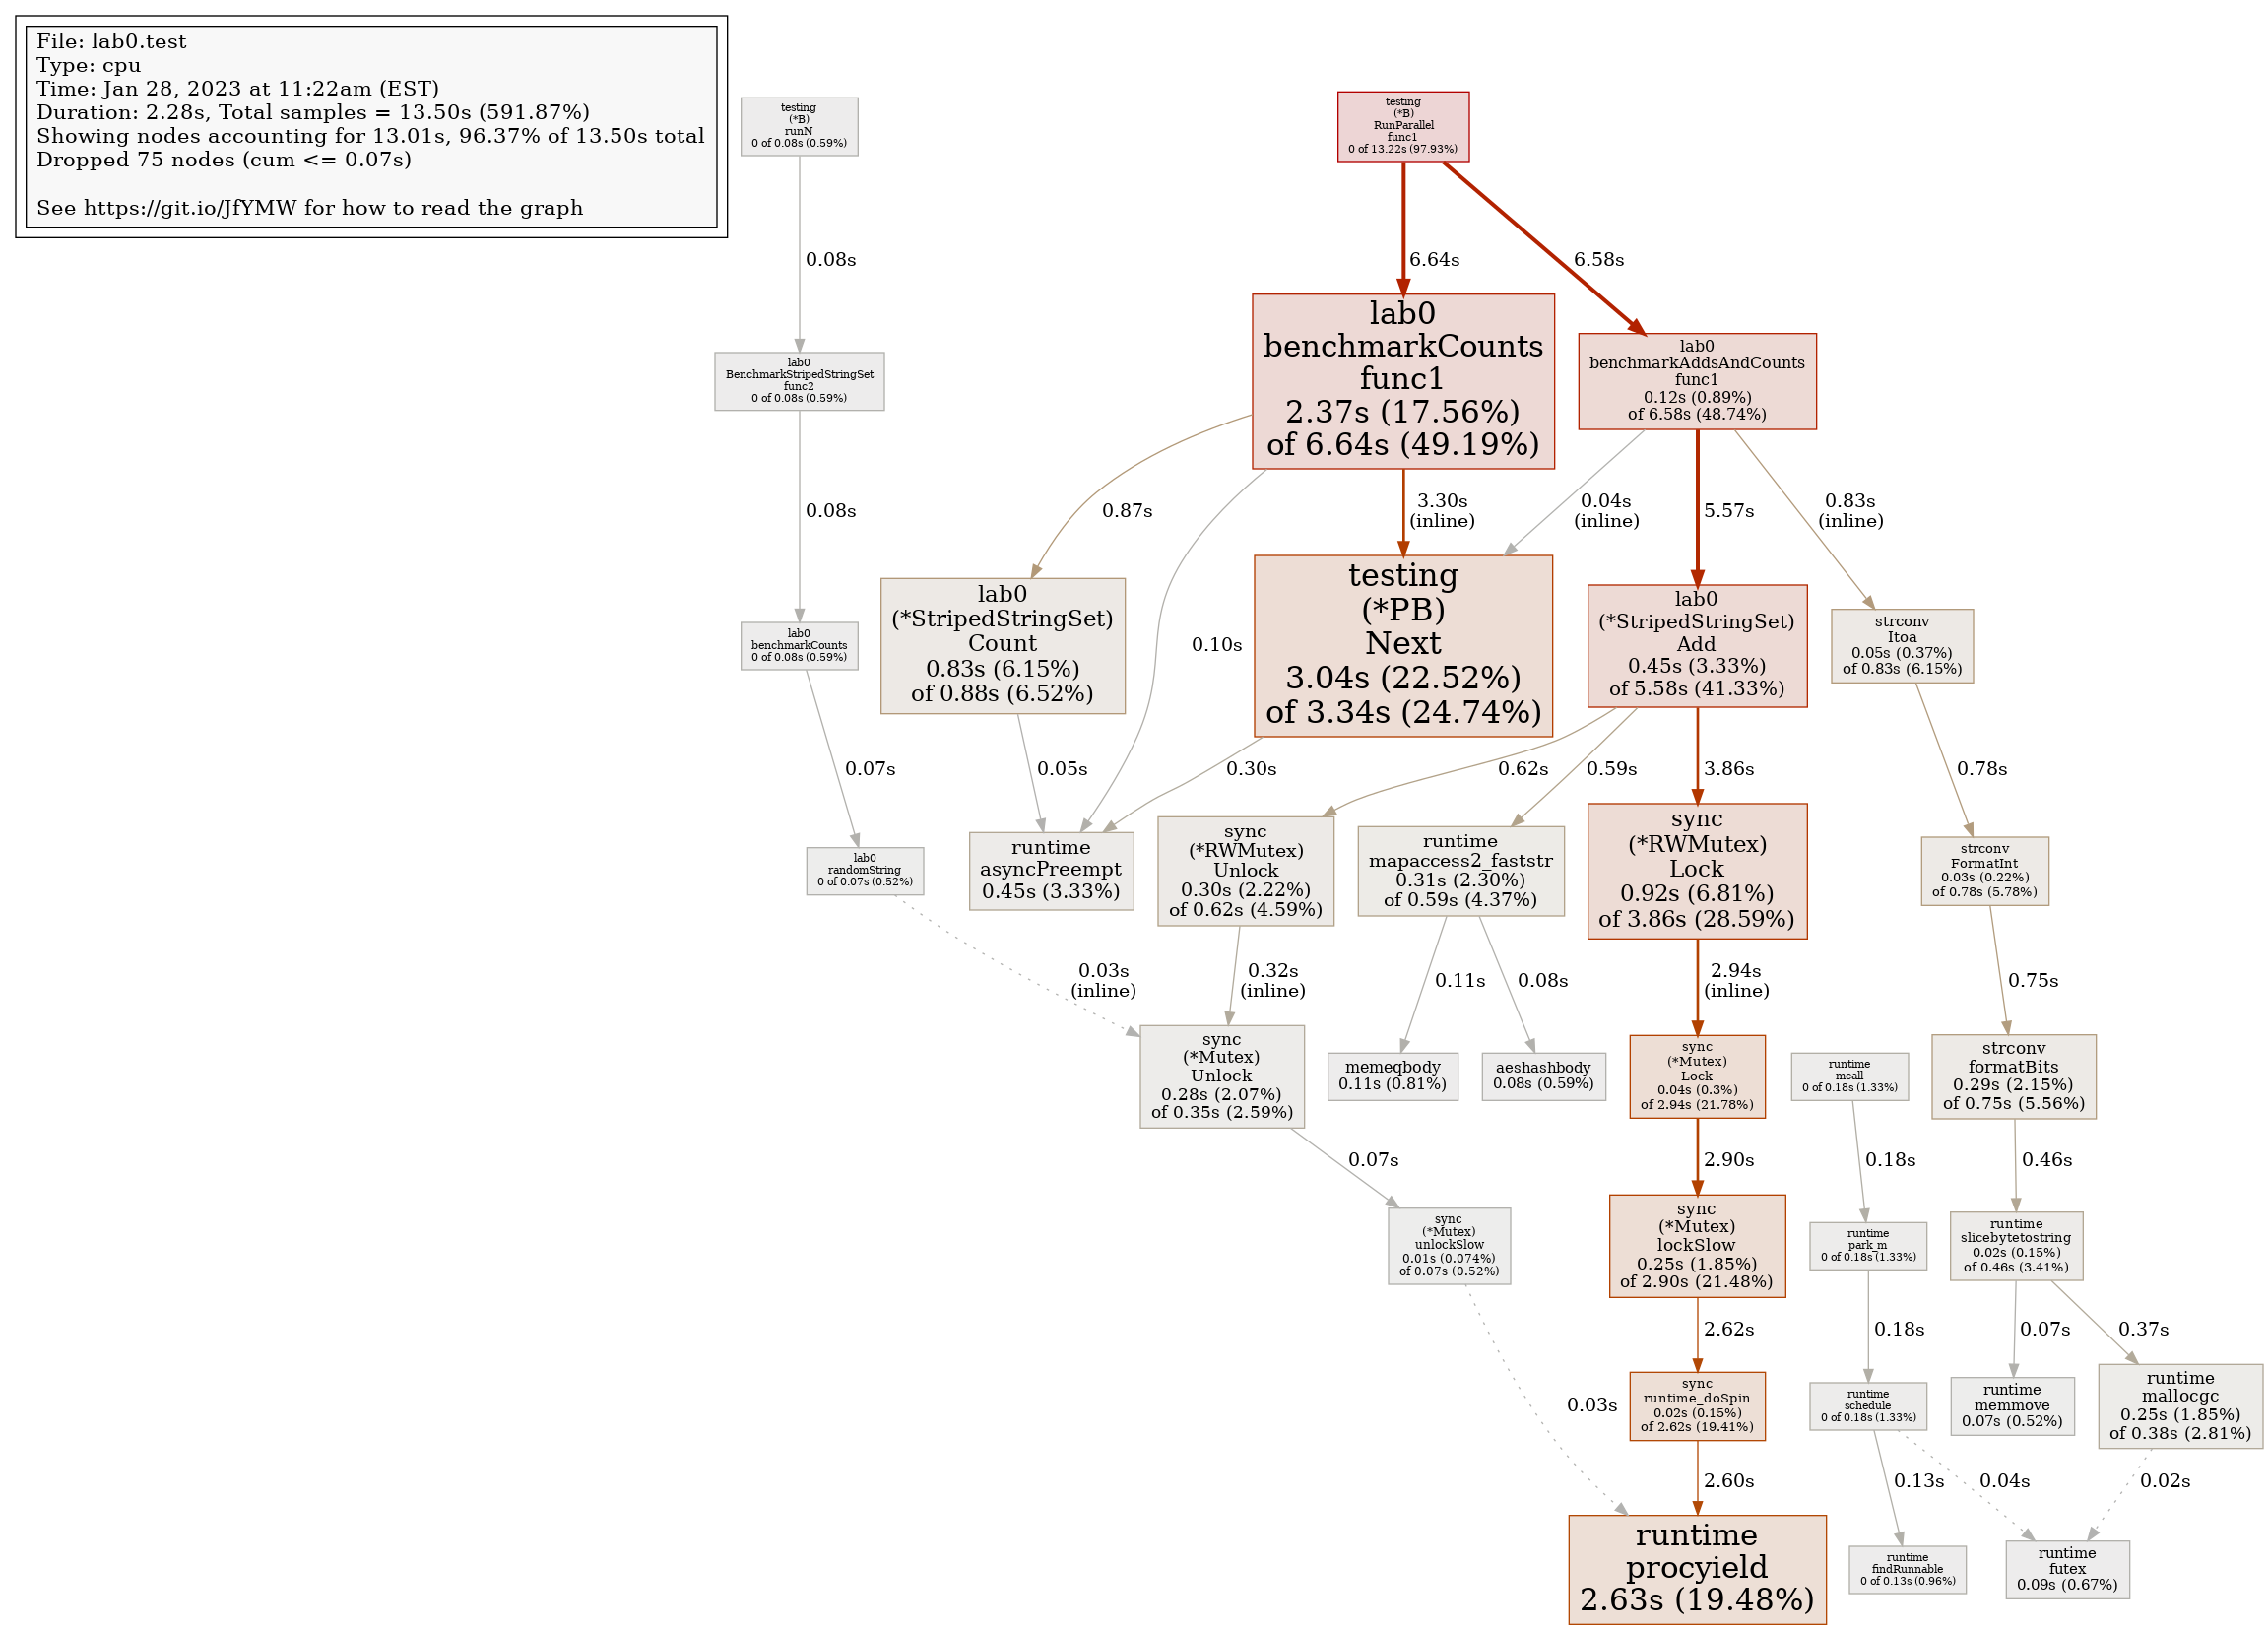 File: lab0.test
Type: cpu
Time: Jan 28, 2023 at 11:22am (EST)
Duration: 2.28s, Total samples = 13.50s (591.87%)
Showing nodes accounting for 13.01s, 96.37% of 13.50s total
Dropped 75 nodes (cum <= 0.07s)
See https://git.io/JfYMW for how to read the graph
testing
(*B)
runN
0 of 0.08s (0.59%)
testing
(*B)
RunParallel
func1
0 of 13.22s (97.93%)
0.08s
6.64s
6.58s
lab0
BenchmarkStripedStringSet
func2
0 of 0.08s (0.59%)
lab0
benchmarkCounts
func1
2.37s (17.56%)
of 6.64s (49.19%)
lab0
benchmarkAddsAndCounts
func1
0.12s (0.89%)
of 6.58s (48.74%)
0.08s
0.87s
3.30s
(inline)
0.04s
(inline)
5.57s
0.83s
(inline)
lab0
benchmarkCounts
0 of 0.08s (0.59%)
lab0
(*StripedStringSet)
Count
0.83s (6.15%)
of 0.88s (6.52%)
0.10s
testing
(*PB)
Next
3.04s (22.52%)
of 3.34s (24.74%)
lab0
(*StripedStringSet)
Add
0.45s (3.33%)
of 5.58s (41.33%)
strconv
Itoa
0.05s (0.37%)
of 0.83s (6.15%)
0.07s
0.05s
0.30s
0.62s
0.59s
3.86s
0.78s
lab0
randomString
0 of 0.07s (0.52%)
runtime
asyncPreempt
0.45s (3.33%)
sync
(*RWMutex)
Unlock
0.30s (2.22%)
of 0.62s (4.59%)
runtime
mapaccess2_faststr
0.31s (2.30%)
of 0.59s (4.37%)
sync
(*RWMutex)
Lock
0.92s (6.81%)
of 3.86s (28.59%)
strconv
FormatInt
0.03s (0.22%)
of 0.78s (5.78%)
0.03s
(inline)
0.32s
(inline)
0.11s
0.08s
2.94s
(inline)
0.75s
sync
(*Mutex)
Unlock
0.28s (2.07%)
of 0.35s (2.59%)
memeqbody
0.11s (0.81%)
aeshashbody
0.08s (0.59%)
sync
(*Mutex)
Lock
0.04s (0.3%)
of 2.94s (21.78%)
runtime
mcall
0 of 0.18s (1.33%)
strconv
formatBits
0.29s (2.15%)
of 0.75s (5.56%)
0.07s
2.90s
0.18s
0.46s
sync
(*Mutex)
unlockSlow
0.01s (0.074%)
of 0.07s (0.52%)
sync
(*Mutex)
lockSlow
0.25s (1.85%)
of 2.90s (21.48%)
runtime
park_m
0 of 0.18s (1.33%)
runtime
slicebytetostring
0.02s (0.15%)
of 0.46s (3.41%)
2.62s
0.18s
0.07s
0.37s
0.03s
sync
runtime_doSpin
0.02s (0.15%)
of 2.62s (19.41%)
runtime
schedule
0 of 0.18s (1.33%)
runtime
memmove
0.07s (0.52%)
runtime
mallocgc
0.25s (1.85%)
of 0.38s (2.81%)
2.60s
0.13s
0.04s
0.02s
runtime
procyield
2.63s (19.48%)
runtime
findRunnable
0 of 0.13s (0.96%)
runtime
futex
0.09s (0.67%)